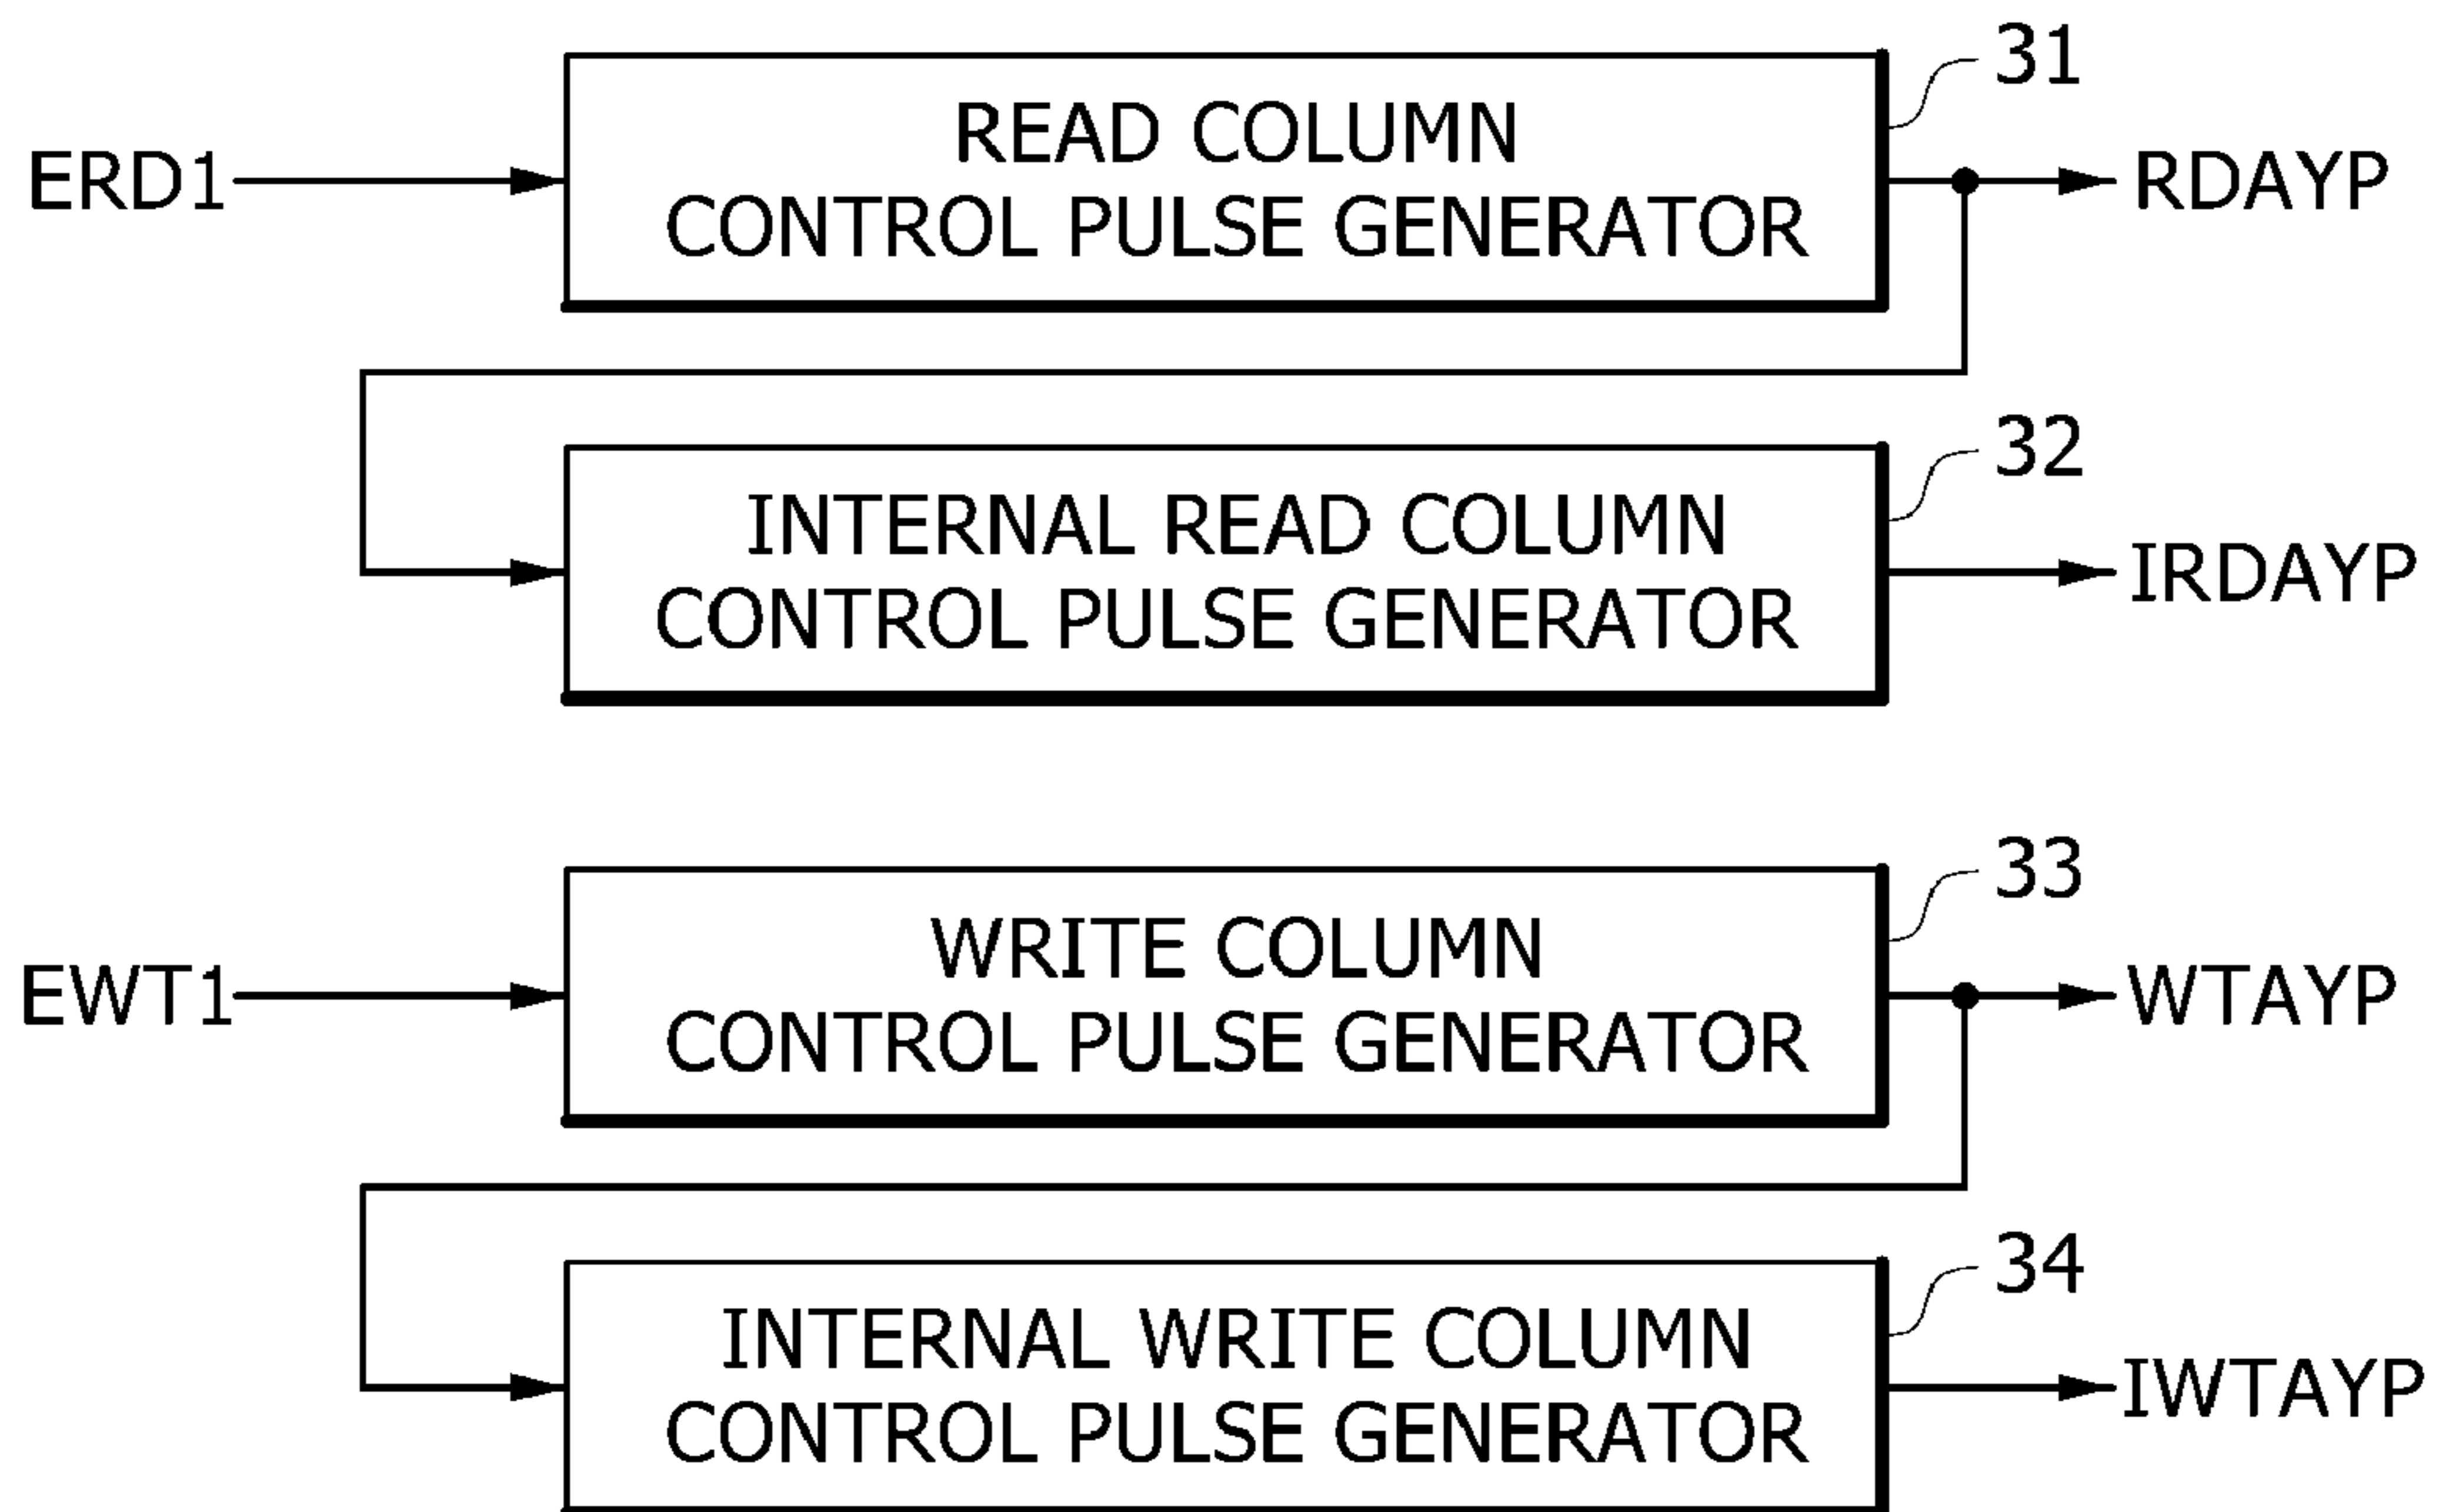 31
READ COLUMN
ERD1
RDAYP
CONTROL PULSE GENERATOR
32
INTERNAL READ COLUMN
IRDAYP
CONTROL PULSE GENERATOR
33
WRITE COLUMN
EWT1
WTAYP
CONTROL PULSE GENERATOR
34
INTERNAL WRITE COLUMN
IWTAYP
CONTROL PULSE GENERATOR